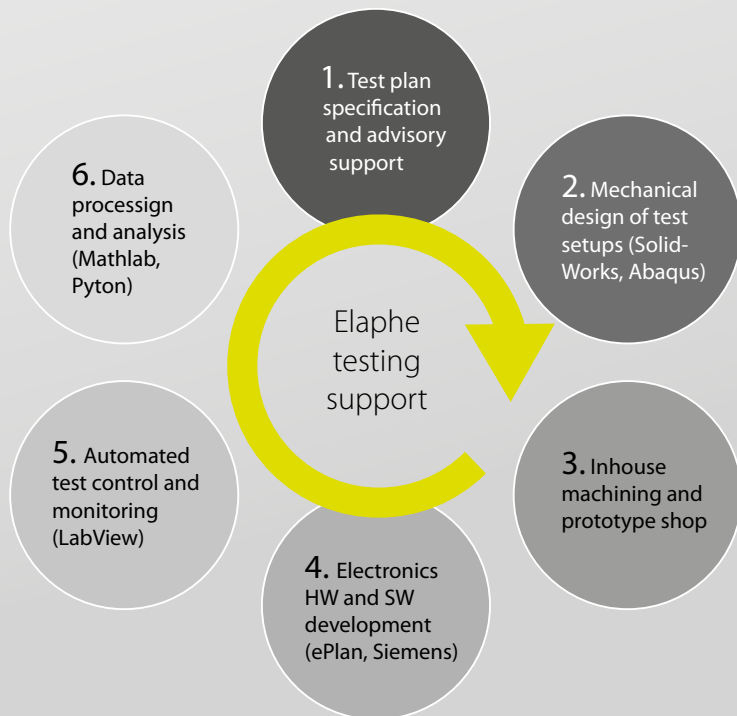 1. Test plan
specification
and advisory
support
2. Mechanical
design of test
setups (Solid-
Works, Abaqus)
3. Inhouse
machining and
prototype shop
4. Electronics
HW and SW
development
(ePlan, Siemens)
5. Automated
test control and
monitoring
(LabView)
6. Data
processign
and analysis
(Mathlab,
Pyton)
Elaphe
testing
support